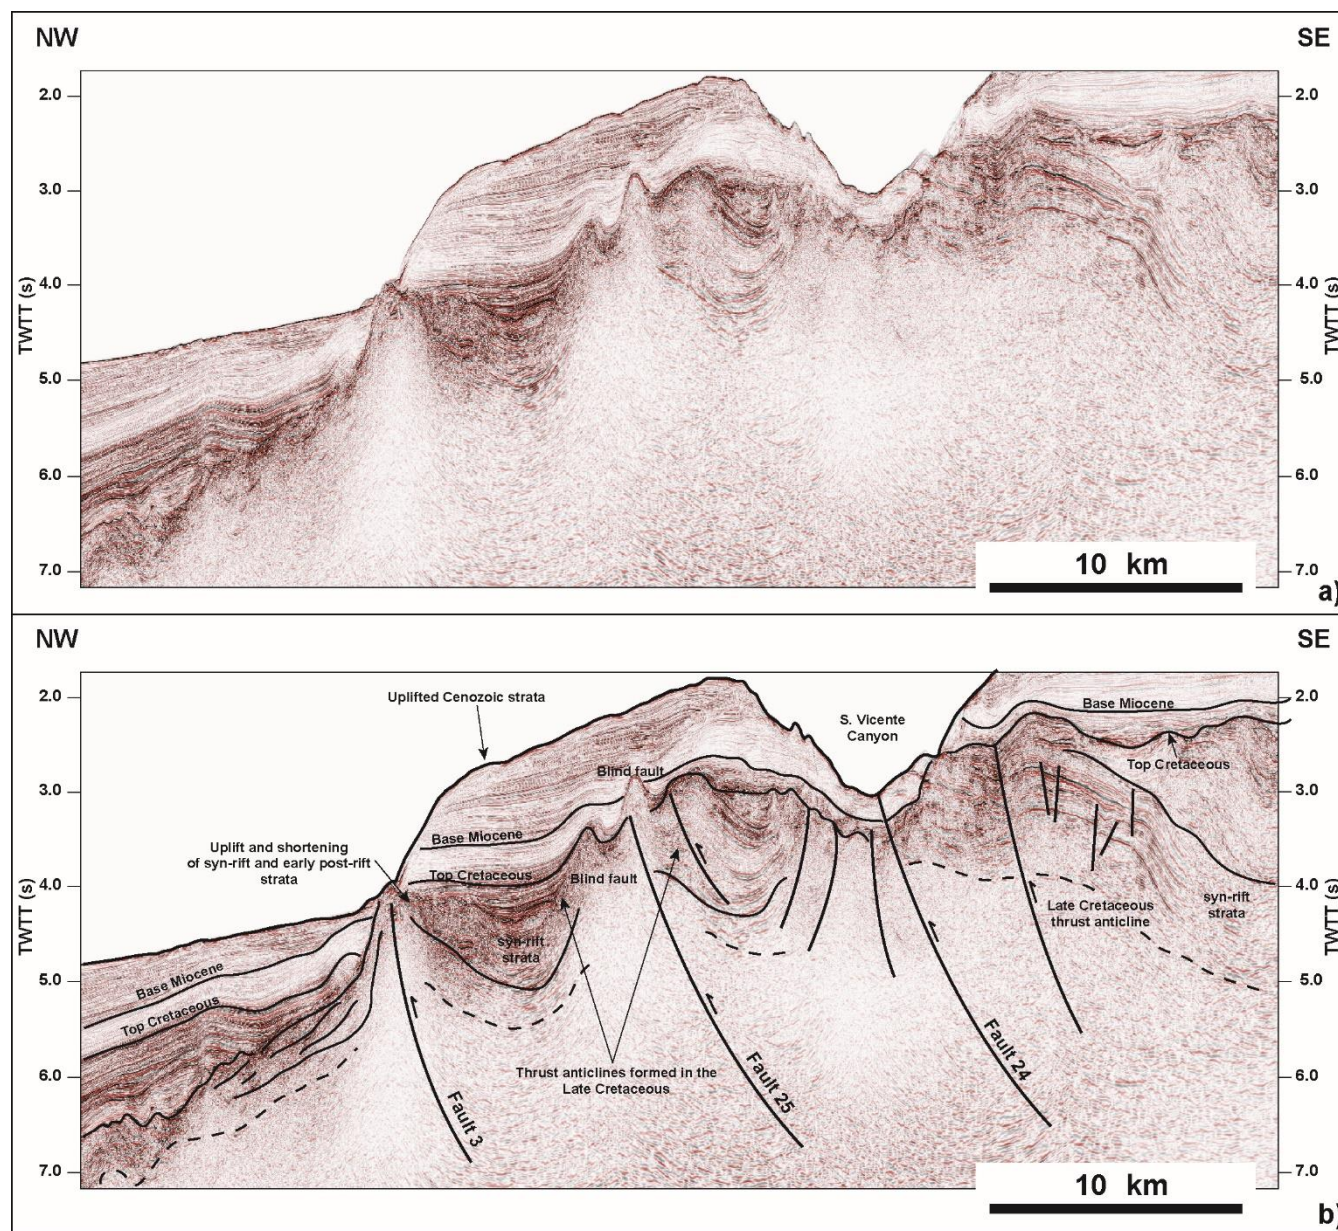 NW
SE
2.0
3.0
4.0
5.0
6.0
7.0
TWTT (s)
2.0
3.0
4.0
5.0
6.0
7.0
TWTT (s)
10 km
a)
NW
SE
2.0
3.0
4.0
5.0
6.0
7.0
TWTT (s)
2.0
3.0
4.0
5.0
6.0
7.0
TWTT (s)
Uplifted Cenozoic strata
S. Vicente
Canyon
Base Miocene
Top Cretaceous
Blind fault
Base Miocene
Uplift and shortening
of syn-rift and early post-rift
strata
Top Cretaceous
Blind fault
syn-rift
strata
Late Cretaceous
thrust anticline
syn-rift
strata
Base Miocene
Top Cretaceous
Thrust anticlines formed in the
Late Cretaceous
Fault 3
Fault 25
Fault 24
10 km
b)